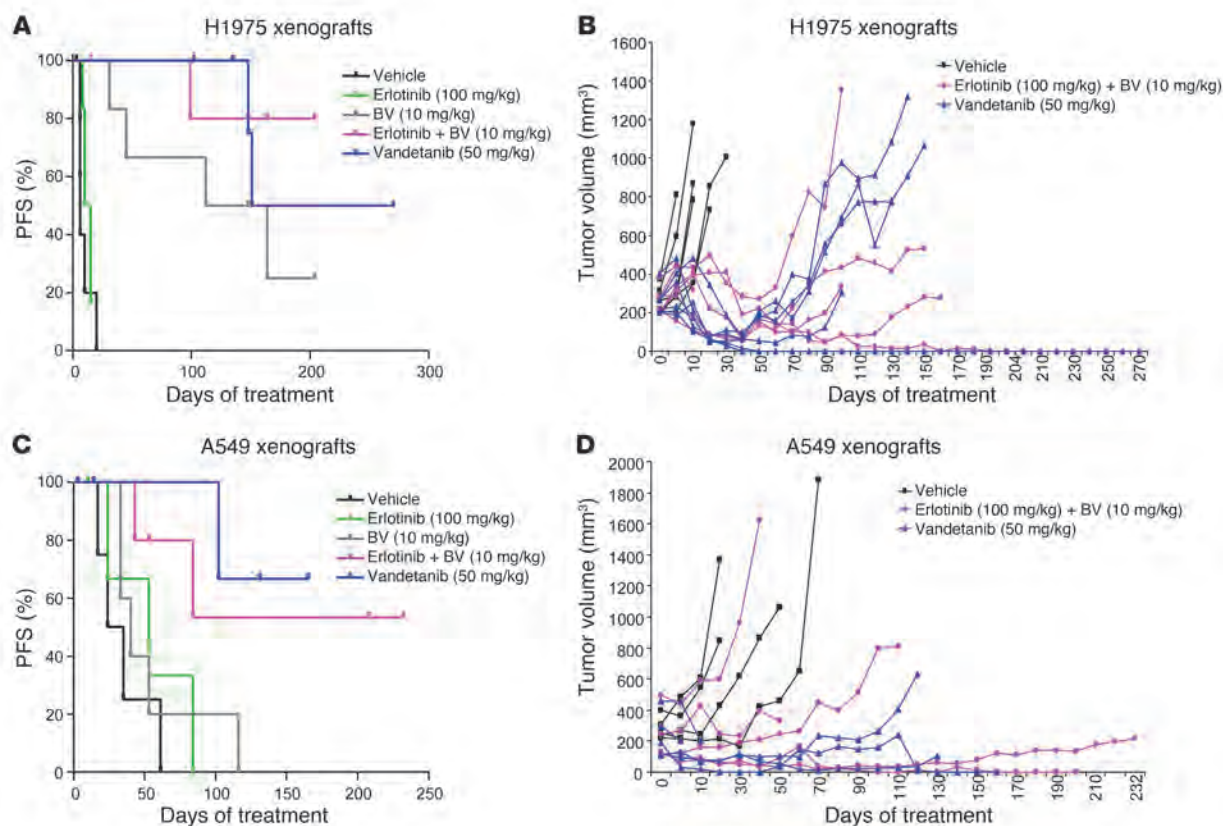 A
H1975 xenografts
100
80
60
40
20
0
PFS (%)
0
100
200
300
Days of treatment
Vehicle
Erlotinib (100 mg/kg)
BV (10 mg/kg)
Erlotinib + BV (10 mg/kg)
Vandetanib (50 mg/kg)
B
H1975 xenografts
1600
1400
1200
1000
800
600
400
200
0
Tumor volume (mm³)
0
10
30
50
70
90
110
130
150
170
190
204
210
230
250
270
Days of treatment
Vehicle
Erlotinib (100 mg/kg) + BV (10 mg/kg)
Vandetanib (50 mg/kg)
C
A549 xenografts
100
80
60
40
20
0
PFS (%)
0
50
100
150
200
250
Days of treatment
Vehicle
Erlotinib (100 mg/kg)
BV (10 mg/kg)
Erlotinib + BV (10 mg/kg)
Vandetanib (50 mg/kg)
D
A549 xenografts
2000
1800
1600
1400
1200
1000
800
600
400
200
0
Tumor volume (mm³)
0
10
30
50
70
90
110
130
150
170
190
210
232
Days of treatment
Vehicle
Erlotinib (100 mg/kg) + BV (10 mg/kg)
Vandetanib (50 mg/kg)